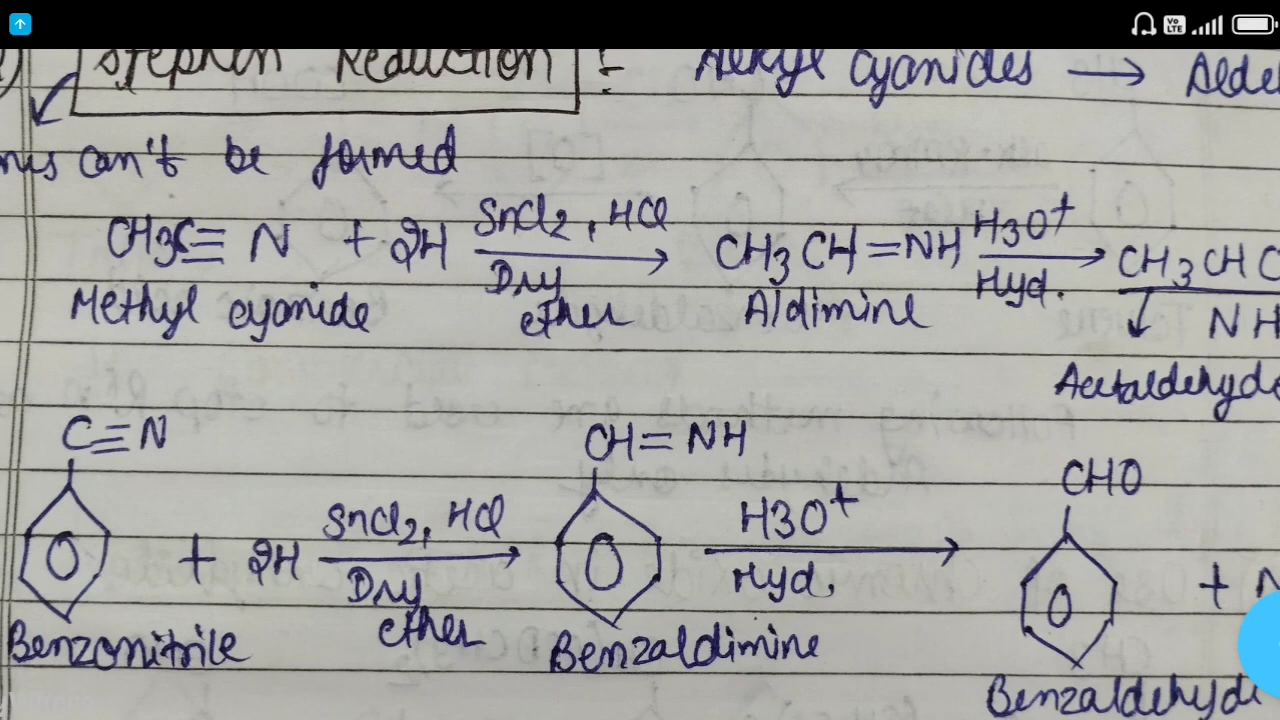 Stephen Reduction :- Alkyl cyanides → Alde
can't be formed
CH3C≡N + 2H SnCl2, HCl Dry ether → CH3CH=NH H3O+ Hyd. → CH3CHO
Methyl cyanide Aldimine NH
Acetaldehyde
C≡N CH=NH CHO
+ 2H SnCl2, HCl Dry ether → H3O+ Hyd. → +
Benzonitrile Benzaldimine Benzaldehyde